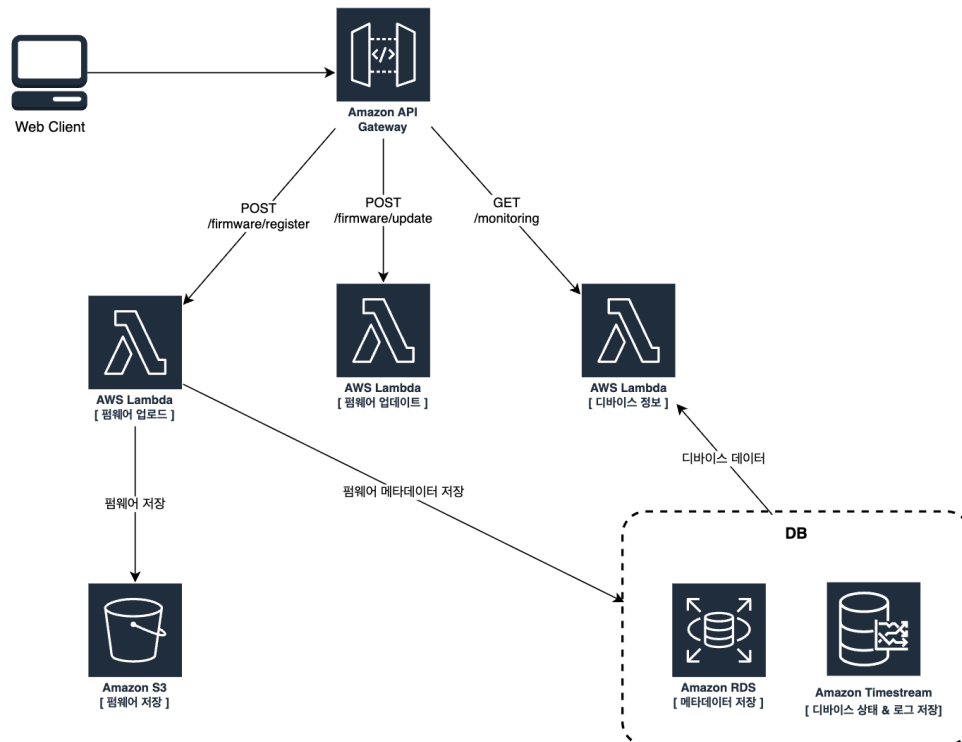 Web Client
Amazon API
Gateway
POST
/firmware/register
POST
/firmware/update
GET
/monitoring
AWS Lambda
[ 펌웨어 업로드 ]
AWS Lambda
[ 펌웨어 업데이트 ]
AWS Lambda
[ 디바이스 정보 ]
디바이스 데이터
펌웨어 저장
펌웨어 메타데이터 저장
DB
Amazon S3
[ 펌웨어 저장 ]
Amazon RDS
[ 메타데이터 저장 ]
Amazon Timestream
[ 디바이스 상태 & 로그 저장]